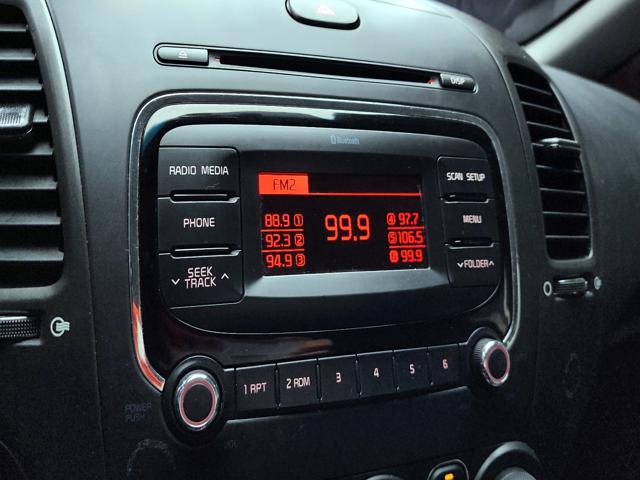 DISP
Bluetooth
RADIO MEDIA
SCAN SETUP
FM2
PHONE
MENU
88.9 1
92.3 2
94.9 3
99.9
4 97.7
5 106.5
6 99.9
SEEK
TRACK
FOLDER
1 RPT
2 RDM
3
4
5
6
POWER
PUSH